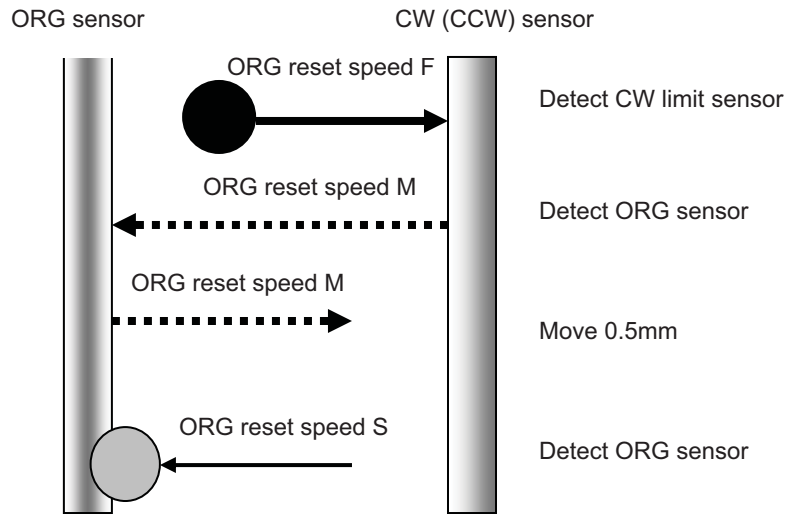 ORG sensor
CW (CCW) sensor
ORG reset speed F
Detect CW limit sensor
ORG reset speed M
Detect ORG sensor
ORG reset speed M
Move 0.5mm
ORG reset speed S
Detect ORG sensor